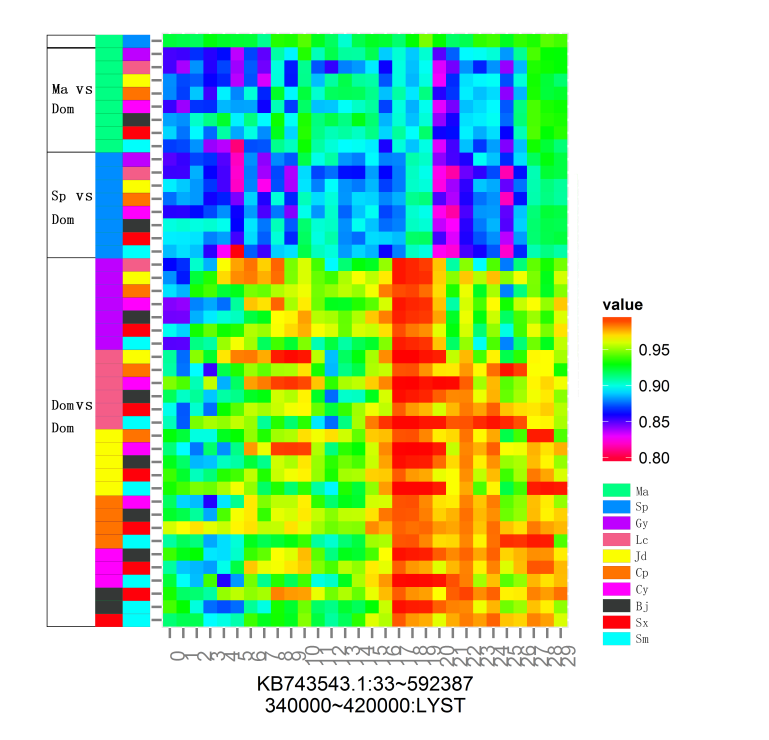 Ma vs
Dom
Sp vs
Dom
Dom vs
Dom
value
0.95
0.90
0.85
0.80
Ma
Sp
Gy
Lc
Jd
Cp
Cy
Bj
Sx
Sm
0 1 2 3 4 5 6 7 8 9 10 11 12 13 14 15 16 17 18 19 20 21 22 23 24 25 26 27 28 29
KB743543.1:33~592387
340000~420000:LYST